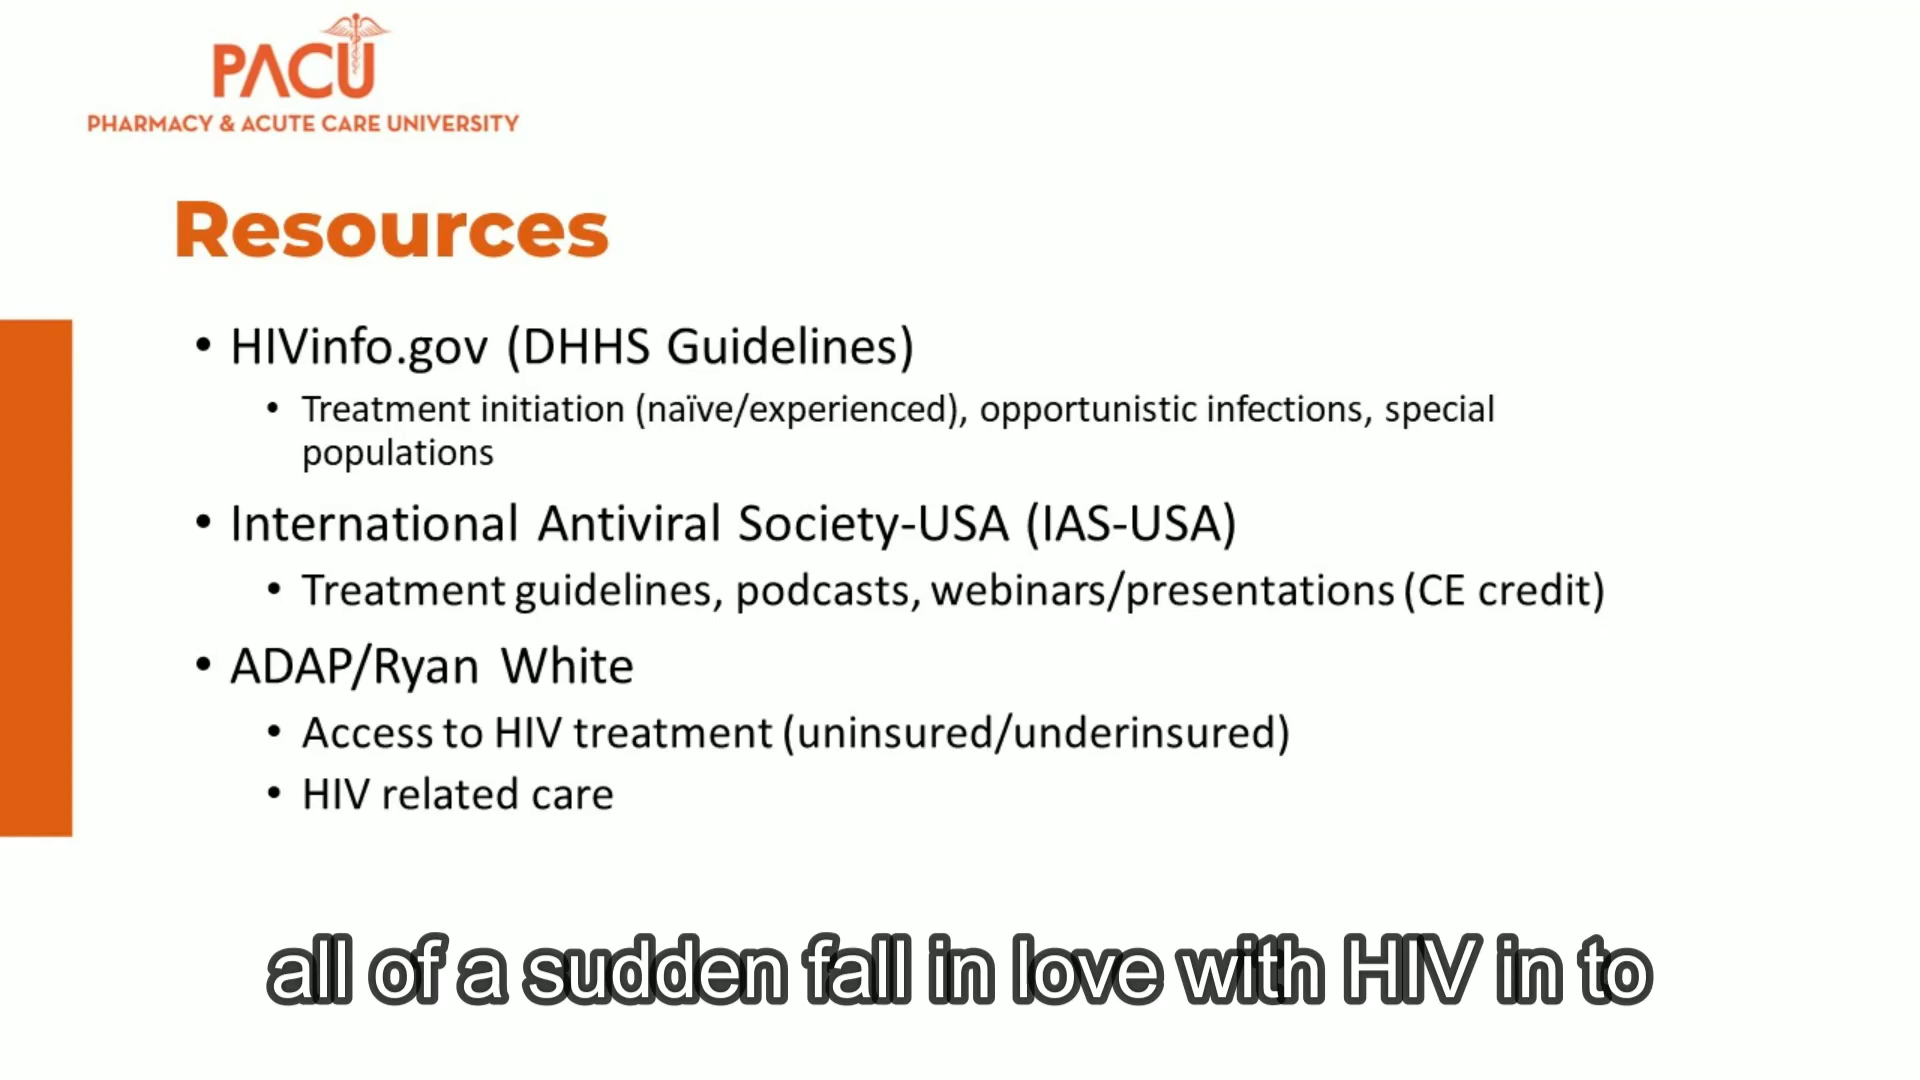 PACU
PHARMACY & ACUTE CARE UNIVERSITY
Resources
• HIVinfo.gov (DHHS Guidelines)
• Treatment initiation (naïve/experienced), opportunistic infections, special
populations
• International Antiviral Society-USA (IAS-USA)
• Treatment guidelines, podcasts, webinars/presentations (CE credit)
• ADAP/Ryan White
• Access to HIV treatment (uninsured/underinsured)
• HIV related care
all of a sudden fall in love with HIV in to